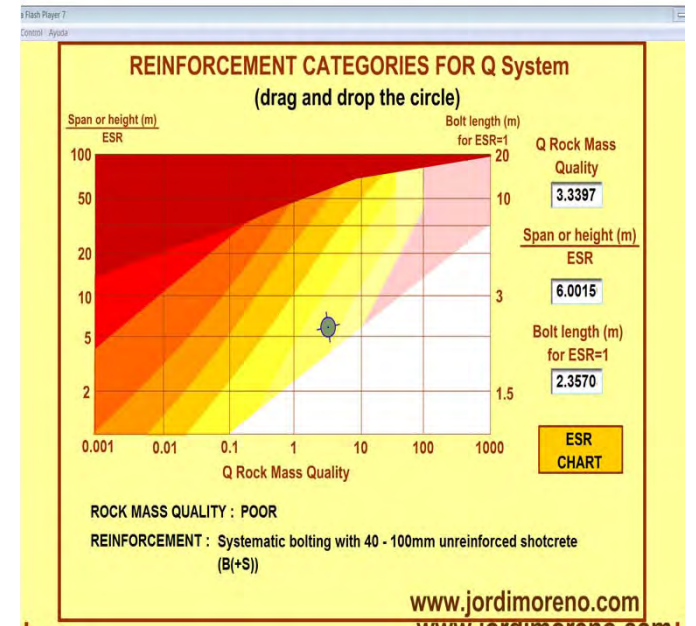 a Flash Player 7
Control Ayuda
REINFORCEMENT CATEGORIES FOR Q System
(drag and drop the circle)
Span or height (m)
ESR
Bolt length (m)
for ESR=1
100
50
20
10
5
2
20
10
3
1.5
0.001 0.01 0.1 1 10 100 1000
Q Rock Mass Quality
Q Rock Mass
Quality
3.3397
Span or height (m)
ESR
6.0015
Bolt length (m)
for ESR=1
2.3570
ESR
CHART
ROCK MASS QUALITY : POOR
REINFORCEMENT : Systematic bolting with 40 - 100mm unreinforced shotcrete
(B(+S))
www.jordimoreno.com